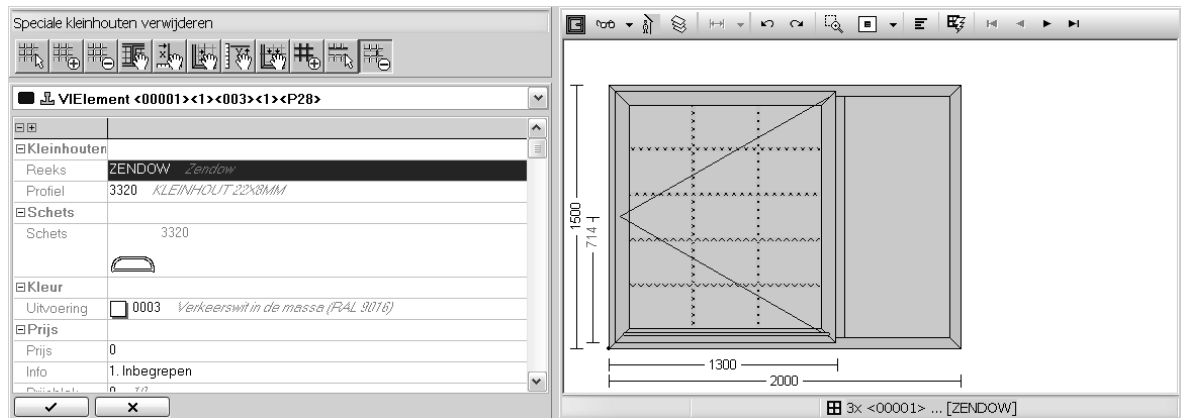 Speciale kleinhouten verwijderen
VIElement <00001><1><003><1><P28>
Kleinhouten
Reeks ZENDOW Zendow
Profiel 3320 KLEINHOUT 22X8MM
Schets
Schets 3320
Kleur
Uitvoering 0003 Verkeerswit in de massa (RAL 9016)
Prijs
Prijs 0
Info 1. Inbegrepen
1500
714
1300
2000
3x <00001> ... [ZENDOW]